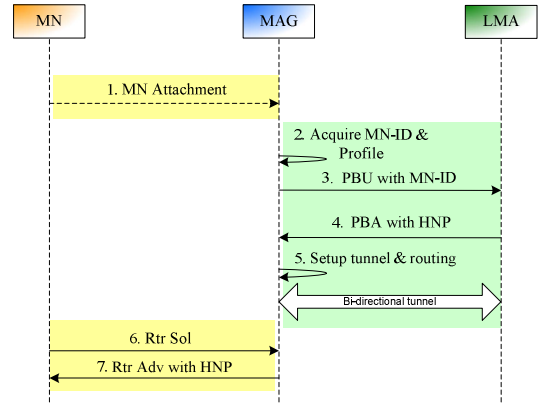 MN
MAG
LMA
1. MN Attachment
2. Acquire MN-ID &
Profile
3. PBU with MN-ID
4. PBA with HNP
5. Setup tunnel & routing
Bi-directional tunnel
6. Rtr Sol
7. Rtr Adv with HNP